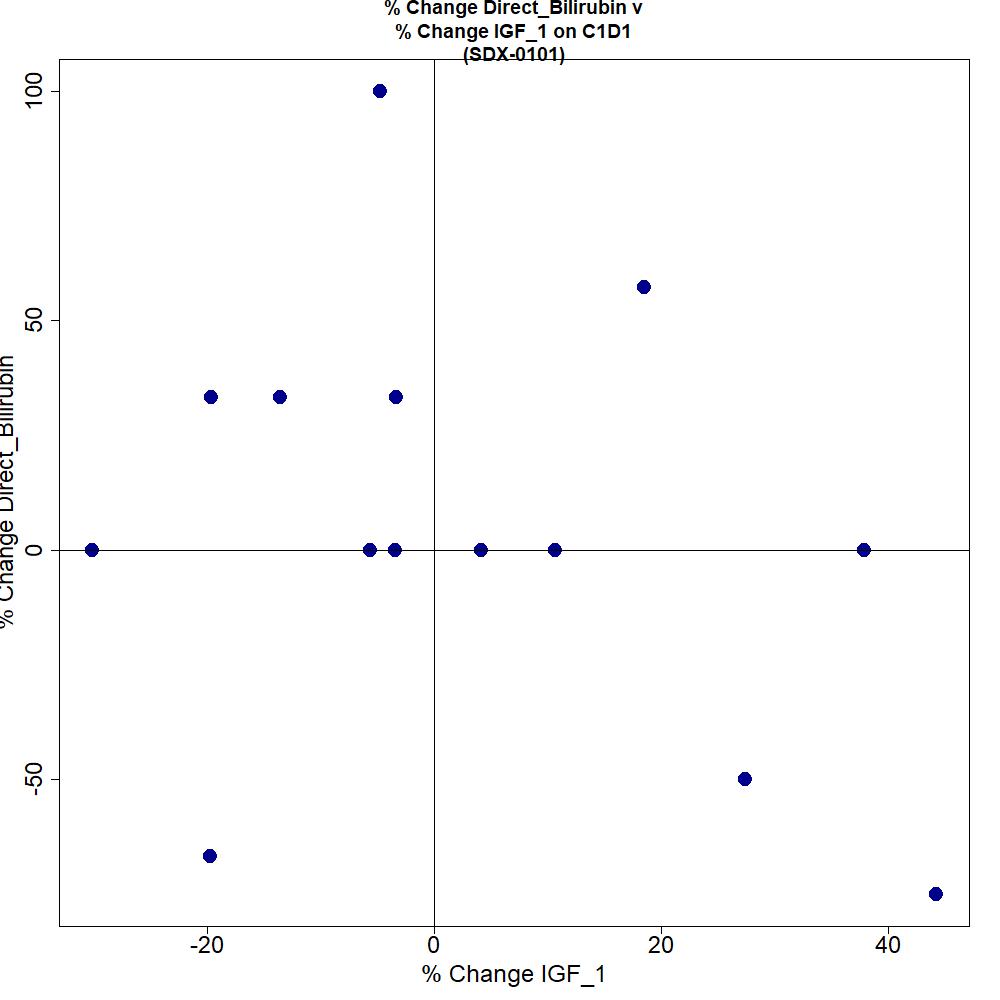 % Change Direct_Bilirubin v
% Change IGF_1 on C1D1
(SDX-0101)
100
50
0
-50
% Change Direct_Bilirubin
-20
0
20
40
% Change IGF_1